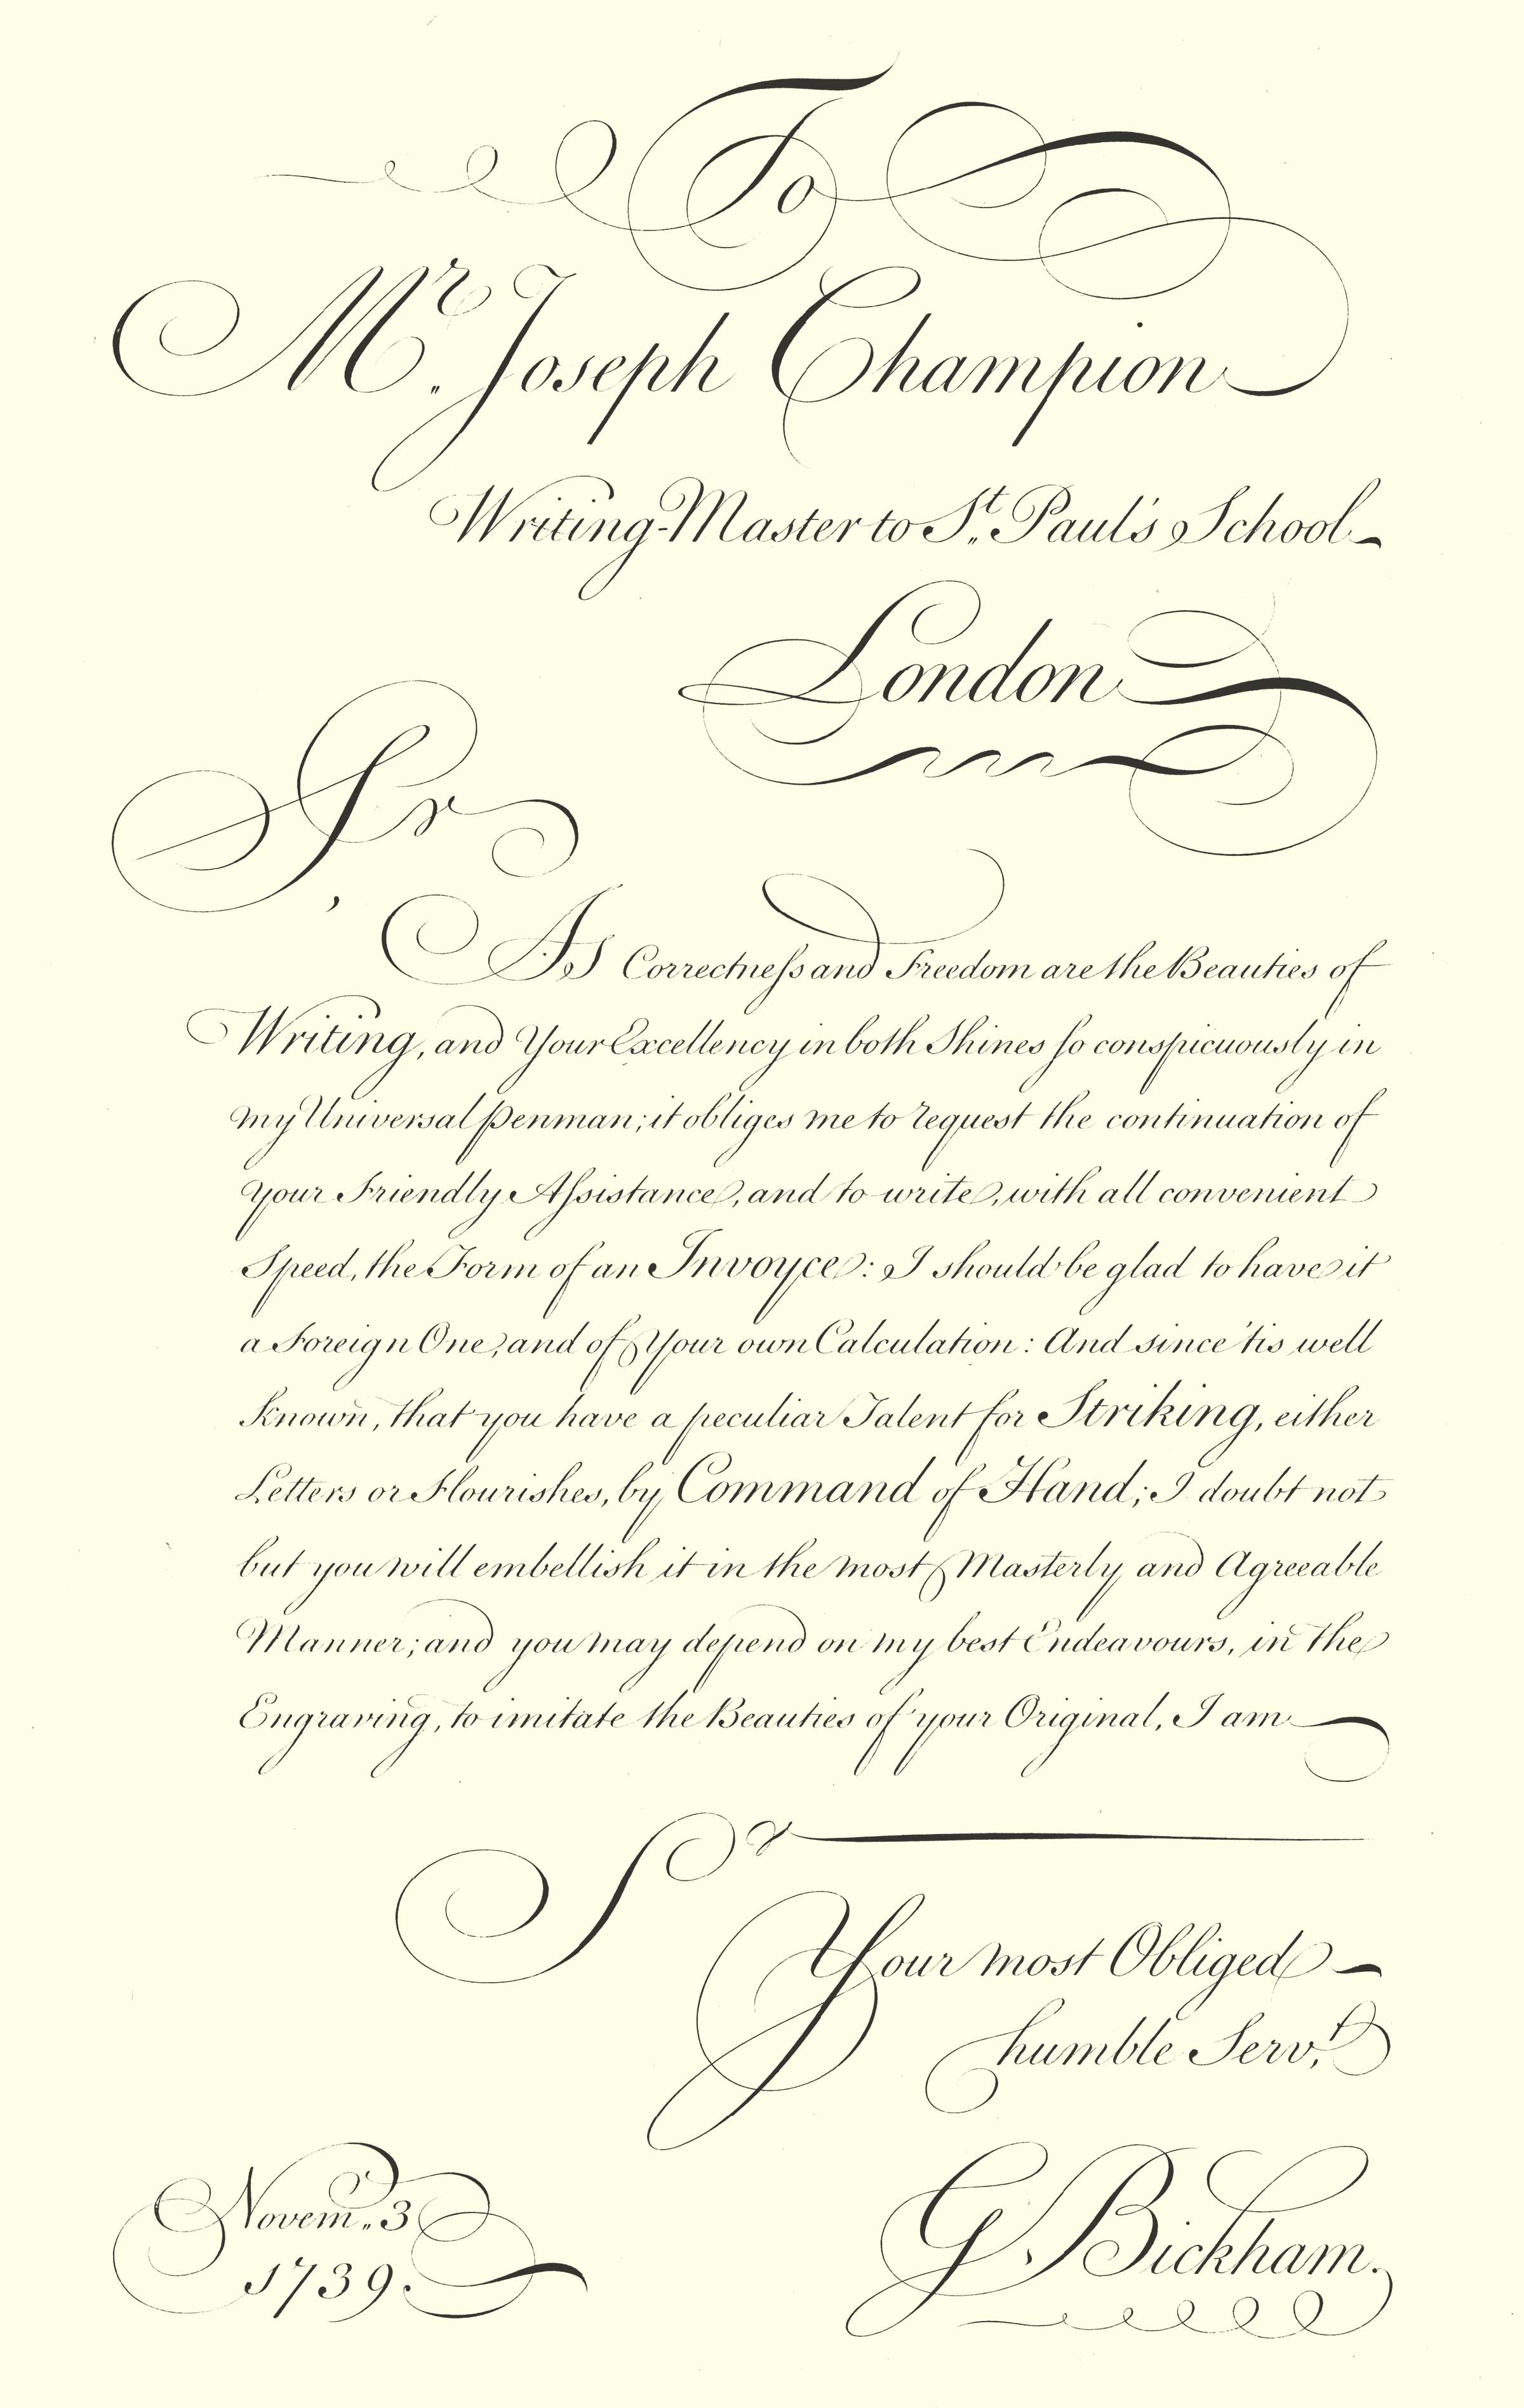 To
Mr. Joseph Champion
Writing-Master to St. Paul's School
London
Sr,
As Correctneſs and Freedom are the Beauties of
Writing, and Your Excellency in both Shines ſo conspicuously in
my Universal Penman; it obliges me to request the continuation of
your Friendly Aſsistance, and to write, with all convenient
Speed, the Form of an Invoyce: I should be glad to have it
a Foreign One, and of Your own Calculation: And since 'tis well
Known, that you have a peculiar Talent for Striking, either
Letters or Flourishes, by Command of Hand; I doubt not
but you will embellish it in the most Masterly and Agreeable
Manner; and you may depend on my best Endeavours, in the
Engraving, to imitate the Beauties of your Original, I am
Sr
Your most Obliged
humble Servt.
Novem. 3
1739.
G. Bickham.